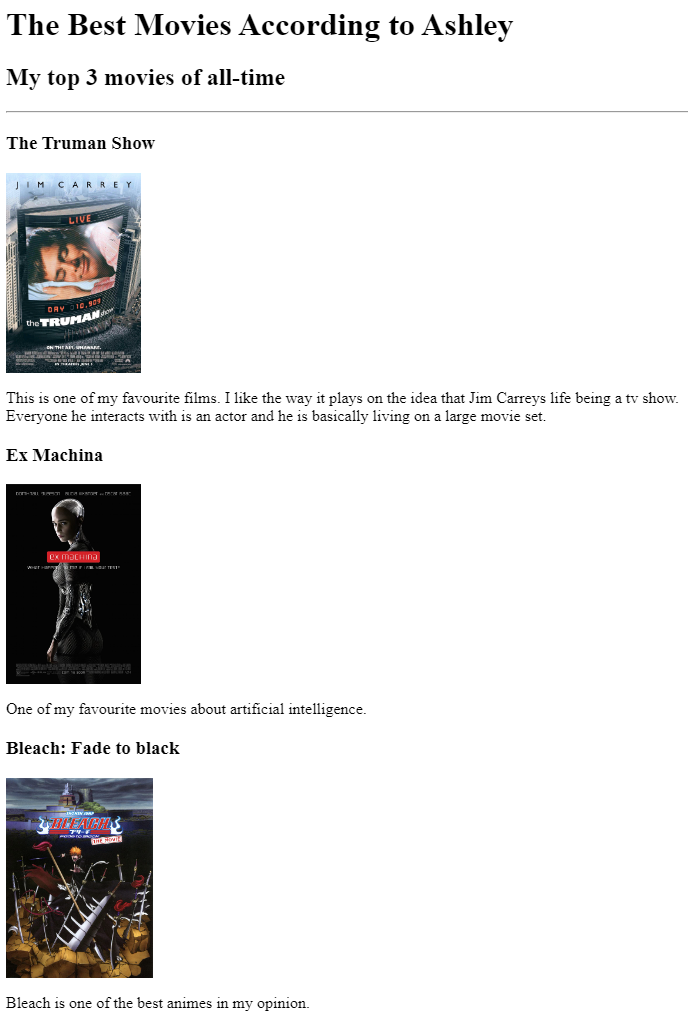 The Best Movies According to Ashley
My top 3 movies of all-time
The Truman Show
JIM CARREY
LIVE
DAY 10,909
the TRUMAN show
ON THE AIR. UNAWARE.
This is one of my favourite films. I like the way it plays on the idea that Jim Carreys life being a tv show.
Everyone he interacts with is an actor and he is basically living on a large movie set.
Ex Machina
ex machina
One of my favourite movies about artificial intelligence.
Bleach: Fade to black
BLEACH
THE MOVIE
Bleach is one of the best animes in my opinion.